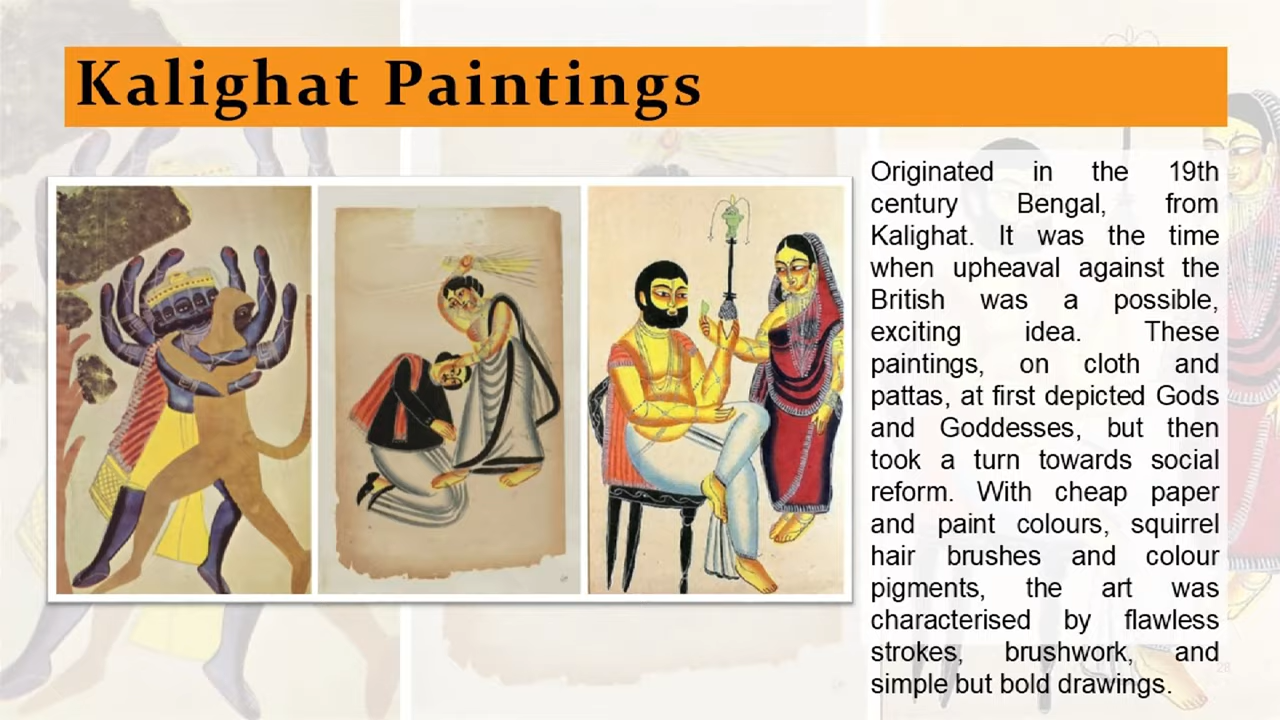 Kalighat Paintings
Originated in the 19th
century Bengal, from
Kalighat. It was the time
when upheaval against the
British was a possible,
exciting idea. These
paintings, on cloth and
pattas, at first depicted Gods
and Goddesses, but then
took a turn towards social
reform. With cheap paper
and paint colours, squirrel
hair brushes and colour
pigments, the art was
characterised by flawless
strokes, brushwork, and
simple but bold drawings.
28